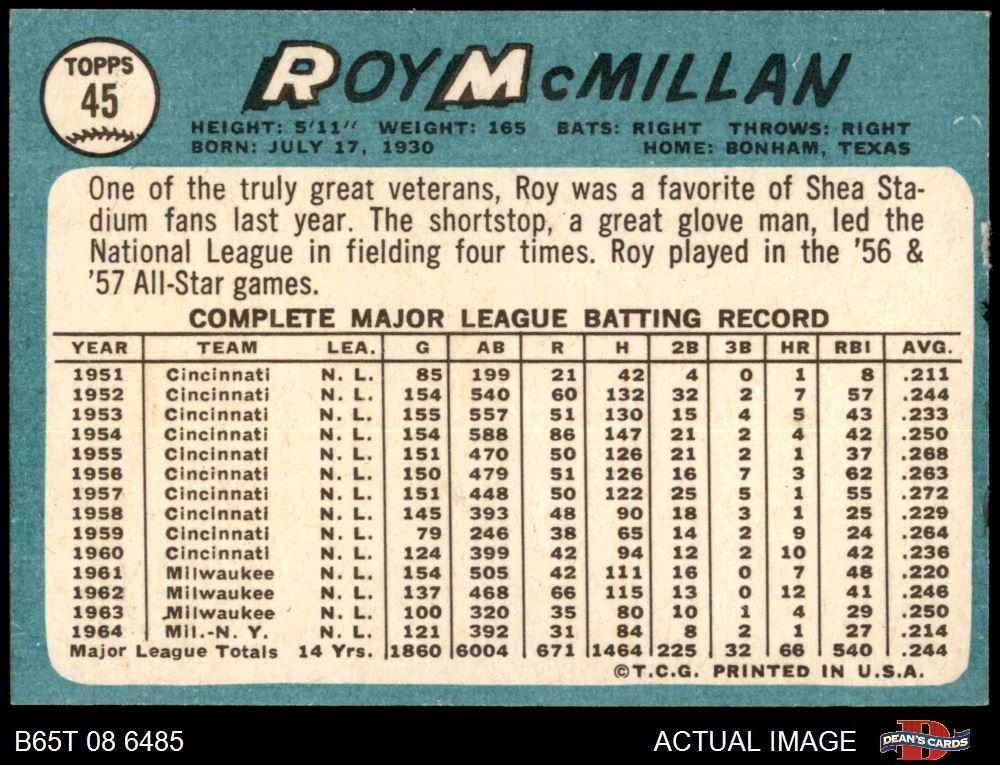 TOPPS
45
ROY McMILLAN
HEIGHT: 5'11" WEIGHT: 165 BATS: RIGHT THROWS: RIGHT
BORN: JULY 17, 1930 HOME: BONHAM, TEXAS
One of the truly great veterans, Roy was a favorite of Shea Sta-
dium fans last year. The shortstop, a great glove man, led the
National League in fielding four times. Roy played in the '56 &
'57 All-Star games.
COMPLETE MAJOR LEAGUE BATTING RECORD
YEAR TEAM LEA. G AB R H 2B 3B HR RBI AVG.
1951 Cincinnati N. L. 85 199 21 42 4 0 1 8 .211
1952 Cincinnati N. L. 154 540 60 132 32 2 7 57 .244
1953 Cincinnati N. L. 155 557 51 130 15 4 5 43 .233
1954 Cincinnati N. L. 154 588 86 147 21 2 4 42 .250
1955 Cincinnati N. L. 151 470 50 126 21 2 1 37 .268
1956 Cincinnati N. L. 150 479 51 126 16 7 3 62 .263
1957 Cincinnati N. L. 151 448 50 122 25 5 1 55 .272
1958 Cincinnati N. L. 145 393 48 90 18 3 1 25 .229
1959 Cincinnati N. L. 79 246 38 65 14 2 9 24 .264
1960 Cincinnati N. L. 124 399 42 94 12 2 10 42 .236
1961 Milwaukee N. L. 154 505 42 111 16 0 7 48 .220
1962 Milwaukee N. L. 137 468 66 115 13 0 12 41 .246
1963 Milwaukee N. L. 100 320 35 80 10 1 4 29 .250
1964 Mil.-N. Y. N. L. 121 392 31 84 8 2 1 27 .214
Major League Totals 14 Yrs. 1860 6004 671 1464 225 32 66 540 .244
©T.C.G. PRINTED IN U.S.A.
B65T 08 6485 ACTUAL IMAGE DEAN'S CARDS